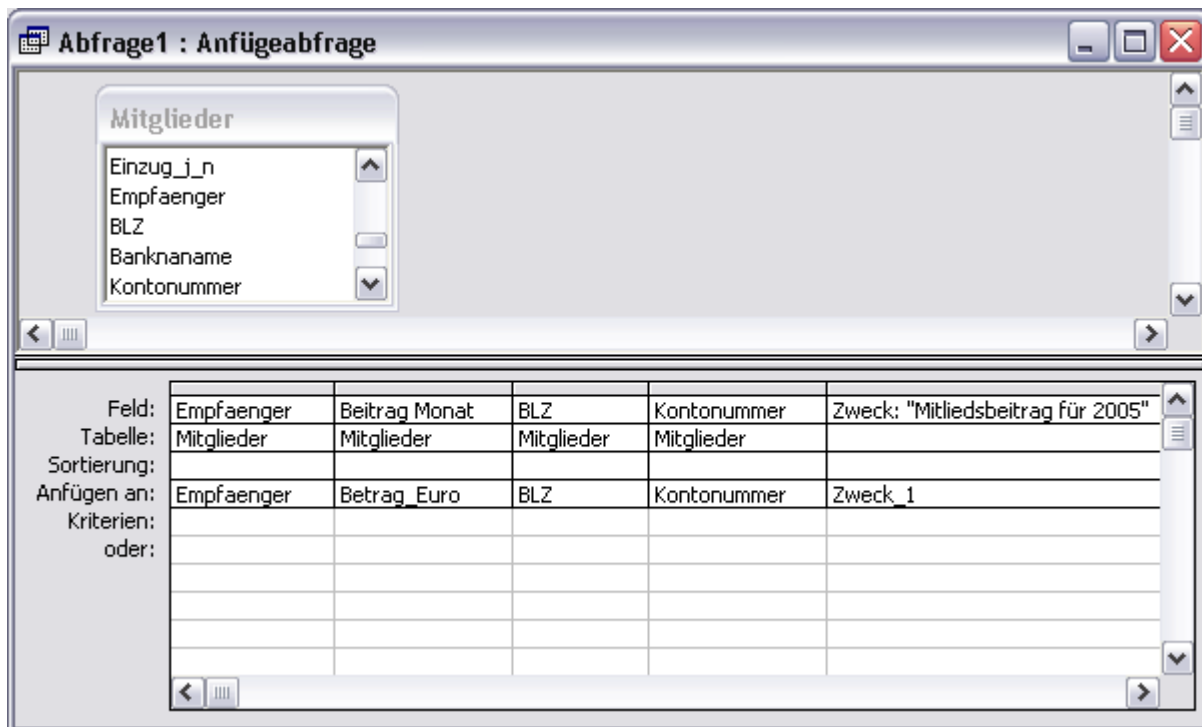 Abfrage1 : Anfügeabfrage
Mitglieder
Einzug_j_n
Empfaenger
BLZ
Banknaname
Kontonummer
Feld: Empfaenger Beitrag Monat BLZ Kontonummer Zweck: "Mitliedsbeitrag für 2005"
Tabelle: Mitglieder Mitglieder Mitglieder Mitglieder
Sortierung:
Anfügen an: Empfaenger Betrag_Euro BLZ Kontonummer Zweck_1
Kriterien:
oder: